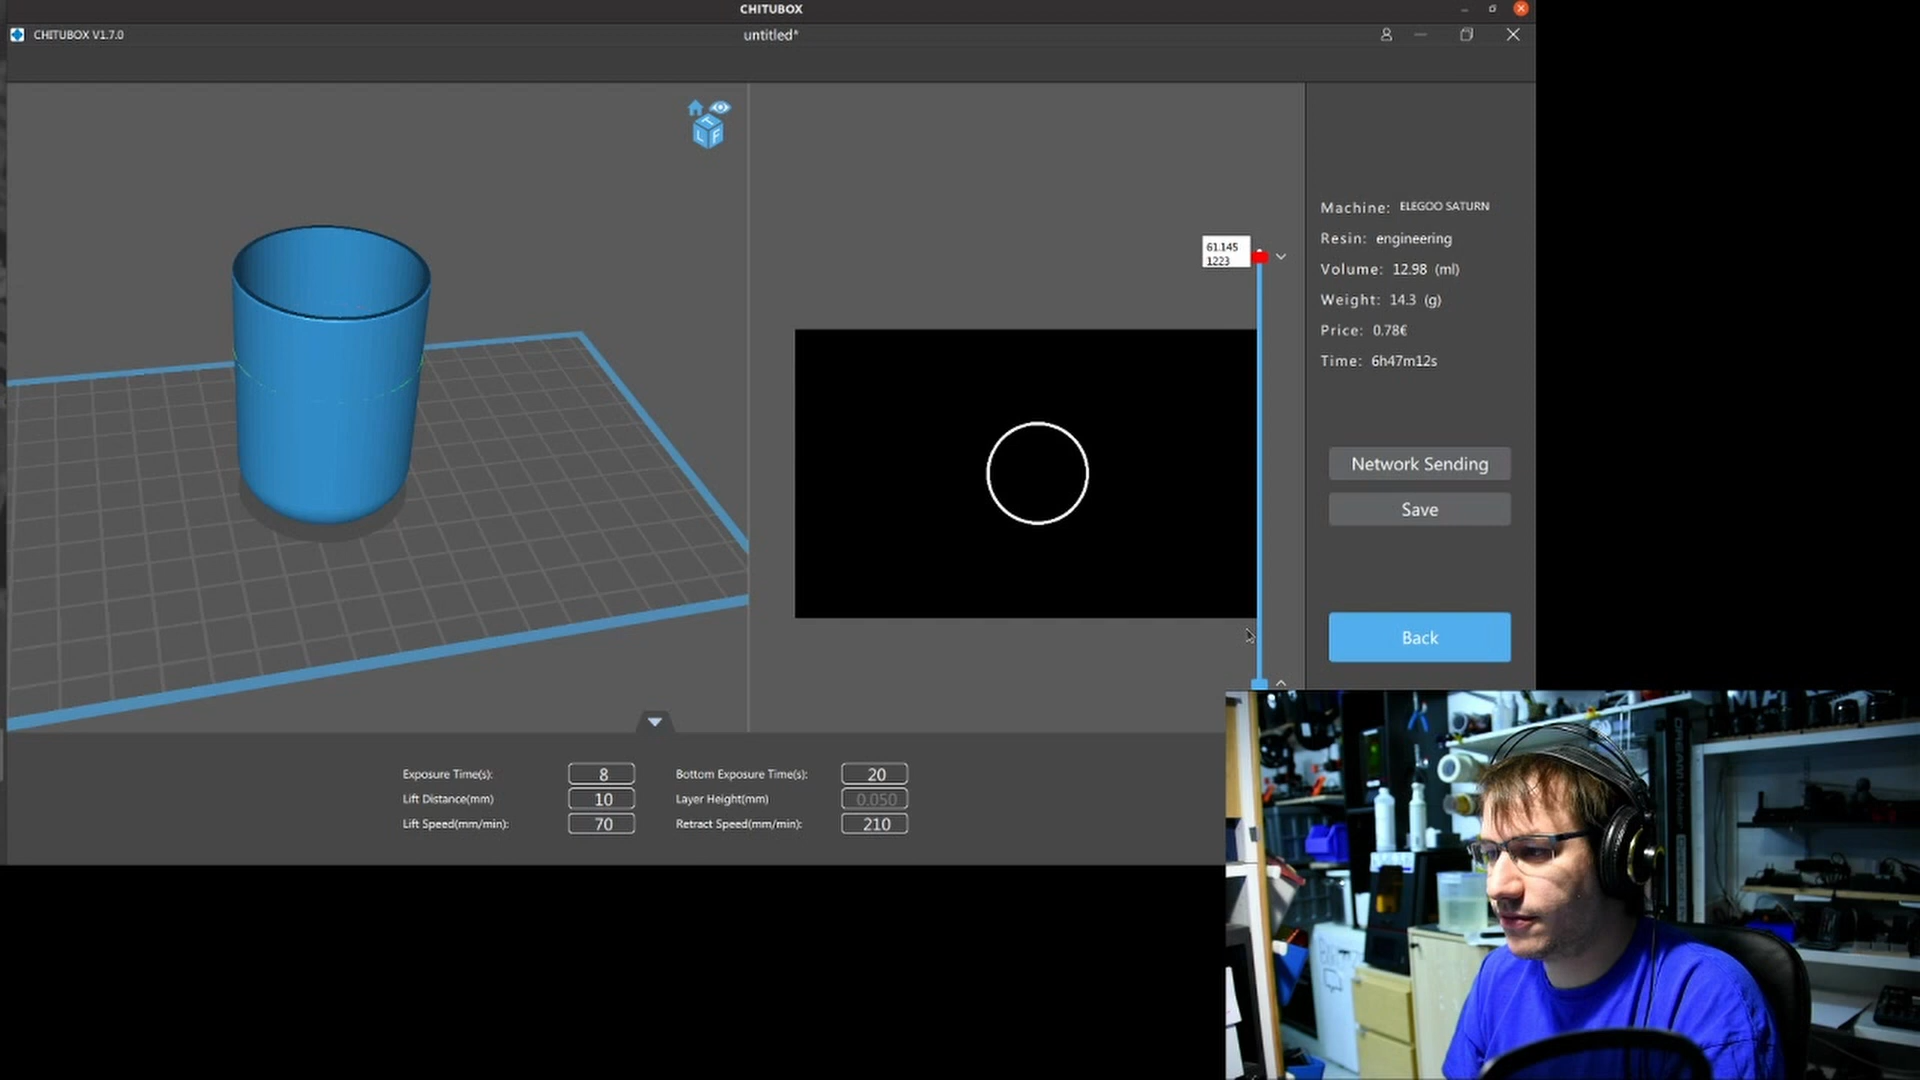 CHITUBOX
CHITUBOX V1.7.0
untitled*
T
L F
61.145
1223
Machine: ELEGOO SATURN
Resin: engineering
Volume: 12.98 (ml)
Weight: 14.3 (g)
Price: 0.78€
Time: 6h47m12s
Network Sending
Save
Back
Exposure Time(s): 8 Bottom Exposure Time(s): 20
Lift Distance(mm) 10 Layer Height(mm) 0.050
Lift Speed(mm/min): 70 Retract Speed(mm/min): 210